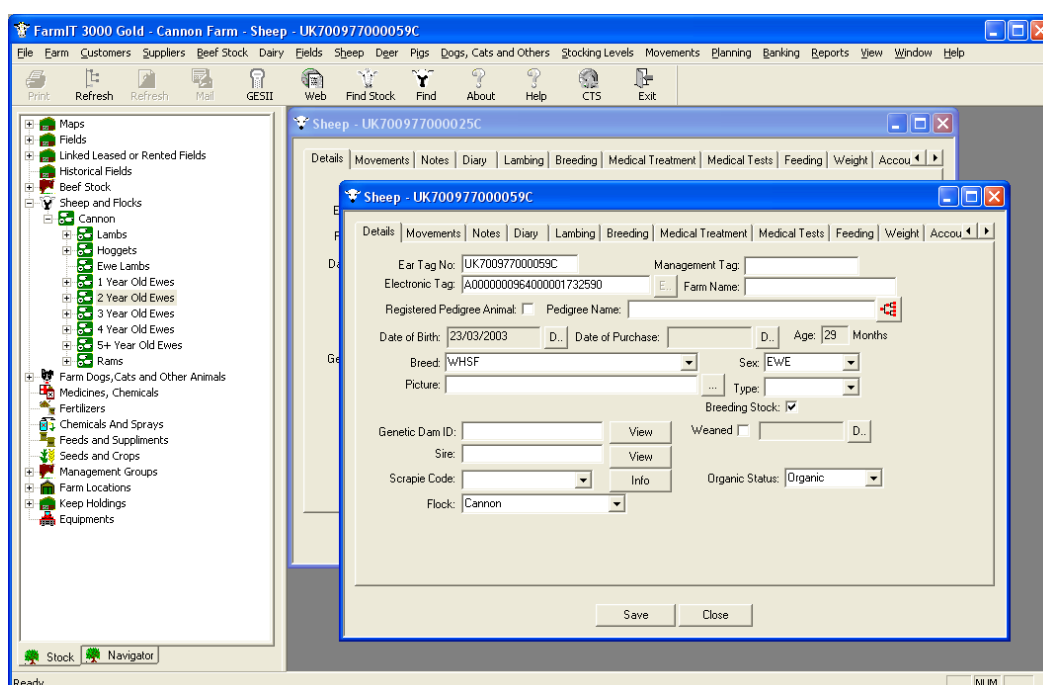 FarmIT 3000 Gold - Cannon Farm - Sheep - UK700977000059C
File Farm Customers Suppliers Beef Stock Dairy Fields Sheep Deer Pigs Dogs, Cats and Others Stocking Levels Movements Planning Banking Reports View Window Help
Print Refresh Refresh Mail GESII Web Find Stock Find About Help CTS Exit
Maps
Fields
Linked Leased or Rented Fields
Historical Fields
Beef Stock
Sheep and Flocks
Cannon
Lambs
Hoggets
Ewe Lambs
1 Year Old Ewes
2 Year Old Ewes
3 Year Old Ewes
4 Year Old Ewes
5+ Year Old Ewes
Rams
Farm Dogs,Cats and Other Animals
Medicines, Chemicals
Fertilizers
Chemicals And Sprays
Feeds and Suppliments
Seeds and Crops
Management Groups
Farm Locations
Keep Holdings
Equipments
Stock Navigator
Sheep - UK700977000025C
Details Movements Notes Diary Lambing Breeding Medical Treatment Medical Tests Feeding Weight Accou
E
F
Da
Ge
Sheep - UK700977000059C
Details Movements Notes Diary Lambing Breeding Medical Treatment Medical Tests Feeding Weight Accou
Ear Tag No: UK700977000059C Management Tag:
Electronic Tag: A0000000964000001732590 E.. Farm Name:
Registered Pedigree Animal: Pedigree Name:
Date of Birth: 23/03/2003 D.. Date of Purchase: D.. Age: 29 Months
Breed: WHSF Sex: EWE
Picture: ... Type:
Breeding Stock:
Genetic Dam ID: View Weaned D..
Sire: View
Scrapie Code: Info Organic Status: Organic
Flock: Cannon
Save Close
Ready NUM